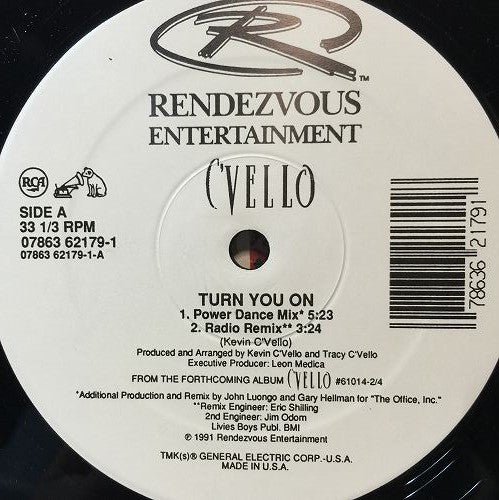 R
TM
RENDEZVOUS
ENTERTAINMENT
C'VELLO
RCA
SIDE A
33 1/3 RPM
07863 62179-1
07863 62179-1-A
78636 21791
TURN YOU ON
1. Power Dance Mix* 5:23
2. Radio Remix** 3:24
(Kevin C'Vello)
Produced and Arranged by Kevin C'Vello and Tracy C'Vello
Executive Producer: Leon Medica
FROM THE FORTHCOMING ALBUM C'VELLO #61014-2/4
*Additional Production and Remix by John Luongo and Gary Hellman for "The Office, Inc."
**Remix Engineer: Eric Shilling
2nd Engineer: Jim Odom
Livies Boys Publ. BMI
℗ 1991 Rendezvous Entertainment
TMK(s) ® GENERAL ELECTRIC CORP.-U.S.A.
MADE IN U.S.A.